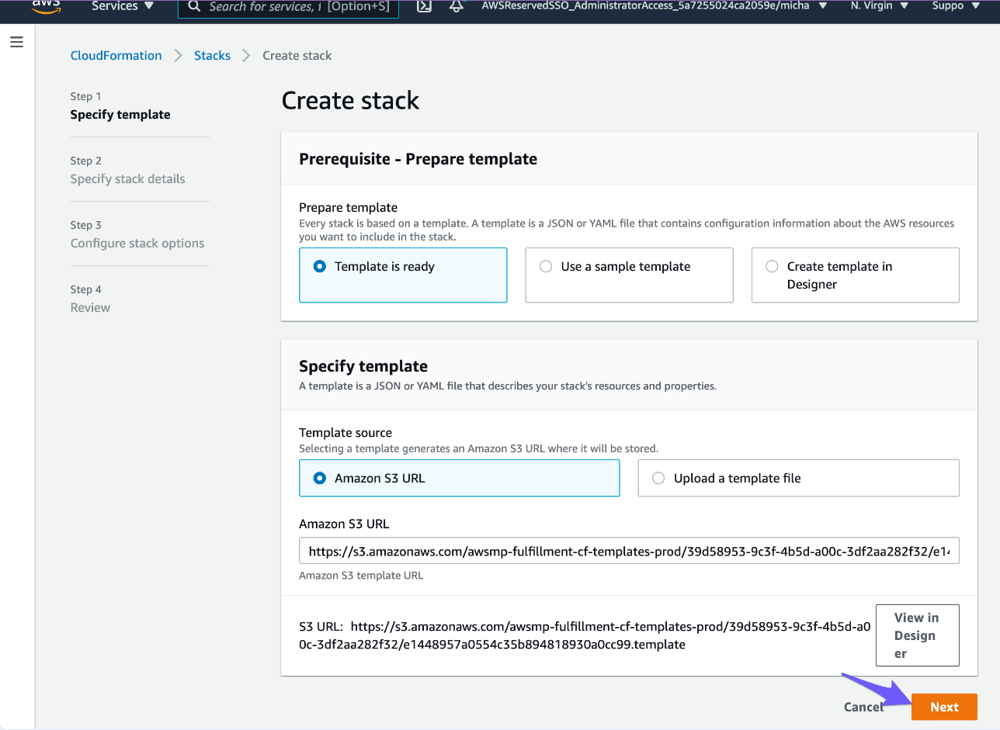 aws
Services
Search for services, f [Option+S]
AWSReservedSSO_AdministratorAccess_5a7255024ca2059e/micha
N. Virgin
Suppo
CloudFormation
Stacks
Create stack
Step 1
Specify template
Step 2
Specify stack details
Step 3
Configure stack options
Step 4
Review
Create stack
Prerequisite - Prepare template
Prepare template
Every stack is based on a template. A template is a JSON or YAML file that contains configuration information about the AWS resources
you want to include in the stack.
Template is ready
Use a sample template
Create template in
Designer
Specify template
A template is a JSON or YAML file that describes your stack's resources and properties.
Template source
Selecting a template generates an Amazon S3 URL where it will be stored.
Amazon S3 URL
Upload a template file
Amazon S3 URL
https://s3.amazonaws.com/awsmp-fulfillment-cf-templates-prod/39d58953-9c3f-4b5d-a00c-3df2aa282f32/e14
Amazon S3 template URL
S3 URL: https://s3.amazonaws.com/awsmp-fulfillment-cf-templates-prod/39d58953-9c3f-4b5d-a0
0c-3df2aa282f32/e1448957a0554c35b894818930a0cc99.template
View in
Design
er
Cancel
Next